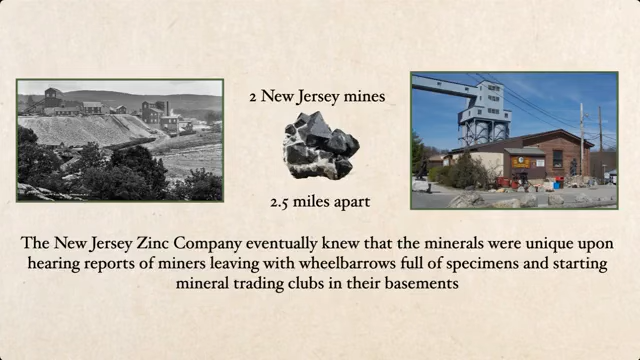 2 New Jersey mines
2.5 miles apart
The New Jersey Zinc Company eventually knew that the minerals were unique upon
hearing reports of miners leaving with wheelbarrows full of specimens and starting
mineral trading clubs in their basements